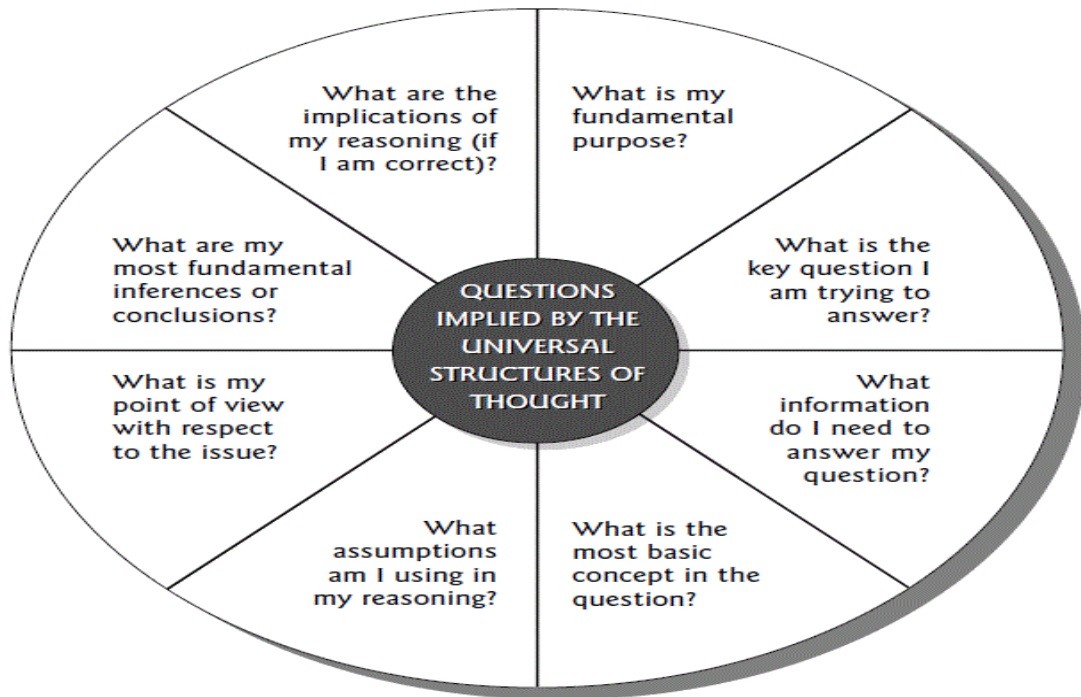 What are the
implications of
my reasoning (if
I am correct)?
What is my
fundamental
purpose?
What are my
most fundamental
inferences or
conclusions?
What is the
key question I
am trying to
answer?
QUESTIONS
IMPLIED BY THE
UNIVERSAL
STRUCTURES OF
THOUGHT
What is my
point of view
with respect
to the issue?
What
information
do I need to
answer my
question?
What
assumptions
am I using in
my reasoning?
What is the
most basic
concept in the
question?